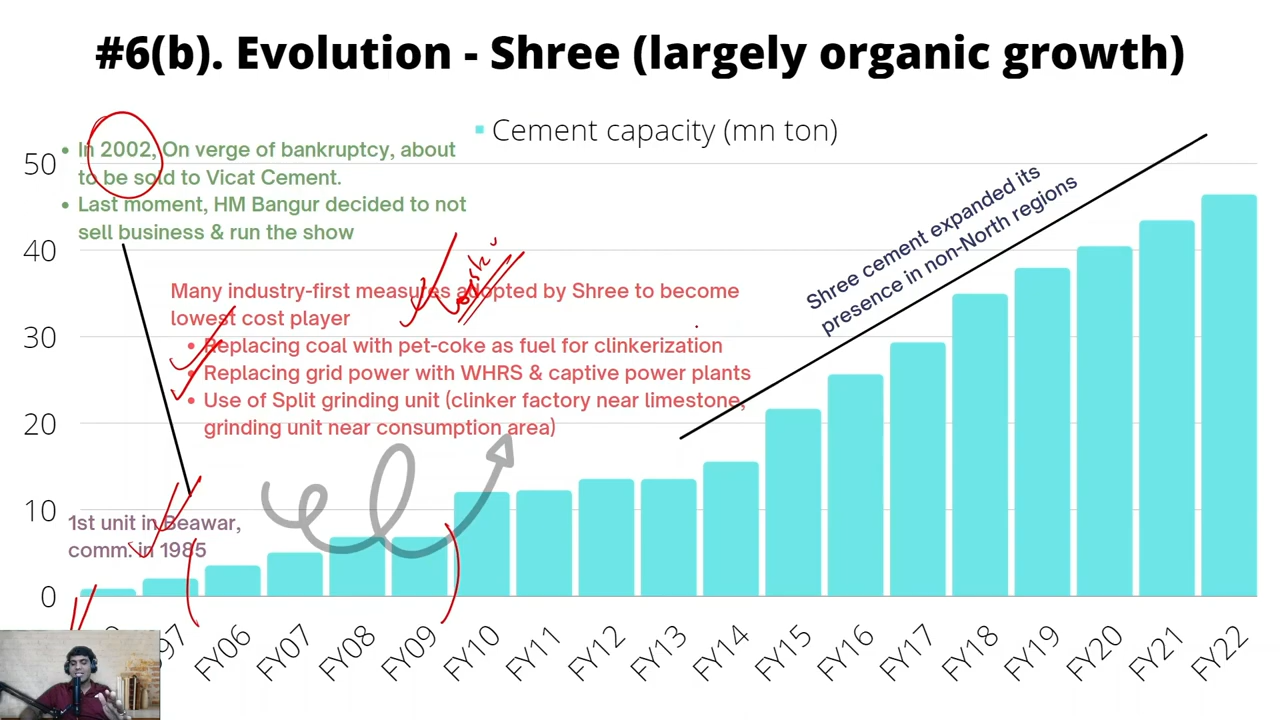 #6(b). Evolution - Shree (largely organic growth)
Cement capacity (mn ton)
• In 2002, On verge of bankruptcy, about
to be sold to Vicat Cement.
• Last moment, HM Bangur decided to not
sell business & run the show
Many industry-first measures adopted by Shree to become
lowest cost player
• Replacing coal with pet-coke as fuel for clinkerization
• Replacing grid power with WHRS & captive power plants
• Use of Split grinding unit (clinker factory near limestone,
grinding unit near consumption area)
Shree cement expanded its
presence in non-North regions
1st unit in Beawar,
comm. in 1985
50
40
30
20
10
0
97
FY06
FY07
FY08
FY09
FY10
FY11
FY12
FY13
FY14
FY15
FY16
FY17
FY18
FY19
FY20
FY21
FY22